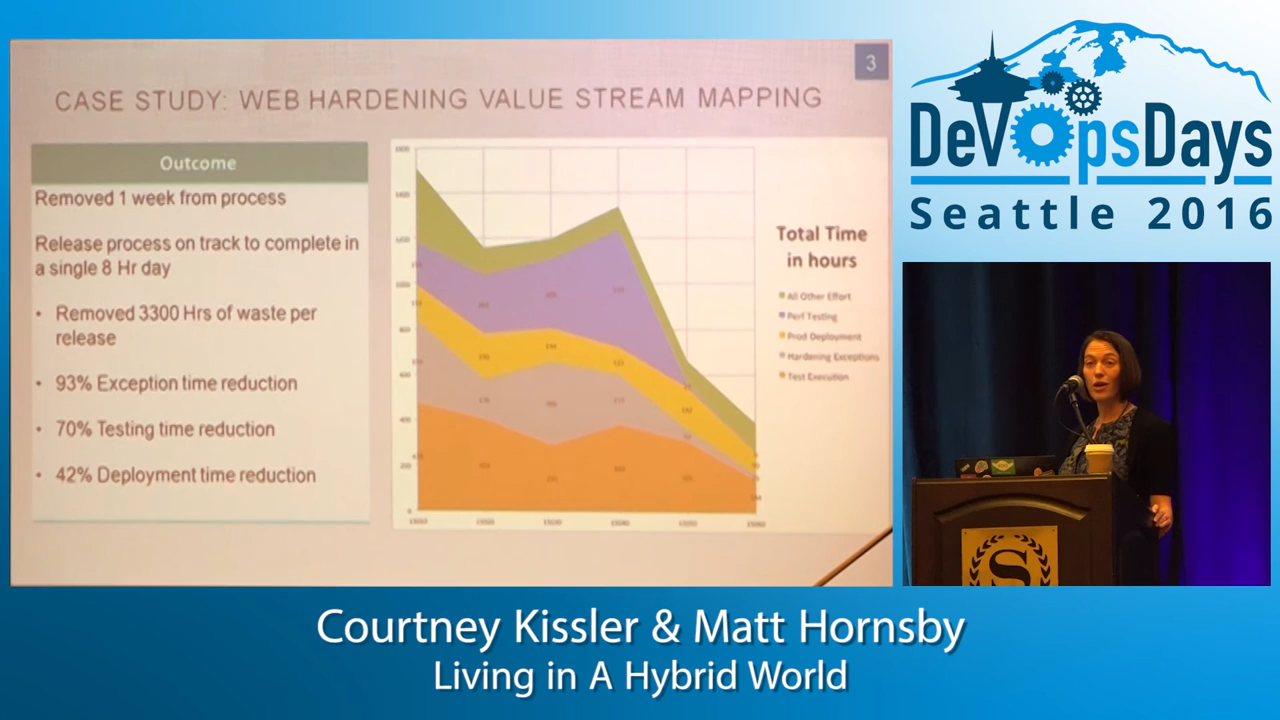 3
CASE STUDY: WEB HARDENING VALUE STREAM MAPPING
Outcome
Removed 1 week from process
Release process on track to complete in
a single 8 Hr day
• Removed 3300 Hrs of waste per
release
• 93% Exception time reduction
• 70% Testing time reduction
• 42% Deployment time reduction
Total Time
in hours
All Other Effort
Perf Testing
Prod Deployment
Hardening Exceptions
Test Execution
DevOpsDays
Seattle 2016
S
Courtney Kissler & Matt Hornsby
Living in A Hybrid World